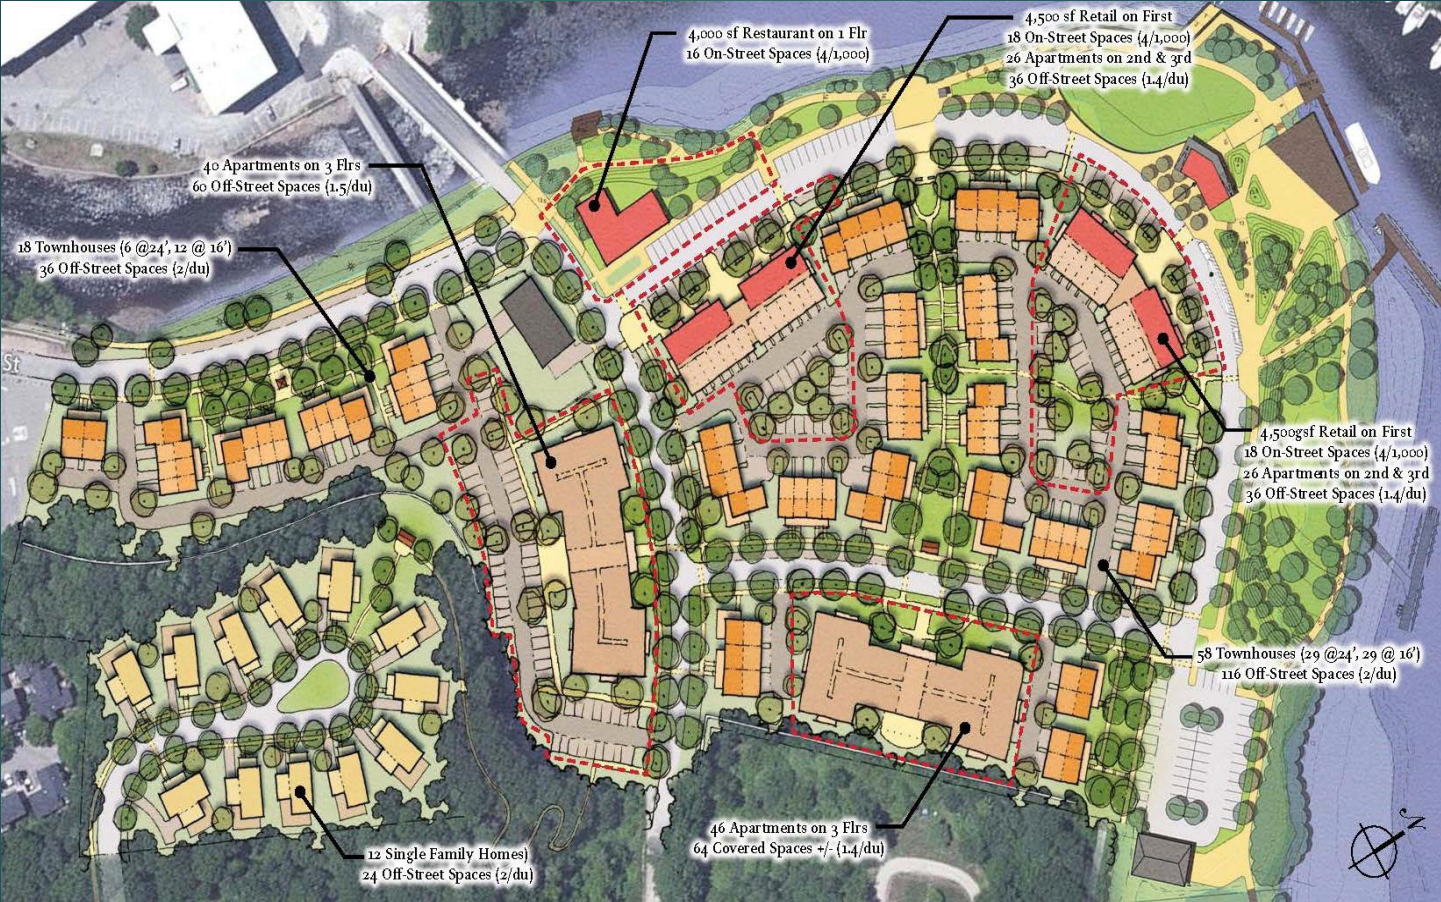 4,000 sf Restaurant on 1 Flr
16 On-Street Spaces (4/1,000)
4,500 sf Retail on First
18 On-Street Spaces (4/1,000)
26 Apartments on 2nd & 3rd
36 Off-Street Spaces (1.4/du)
40 Apartments on 3 Flrs
60 Off-Street Spaces (1.5/du)
18 Townhouses (6 @24', 12 @ 16')
36 Off-Street Spaces (2/du)
St
4,500gsf Retail on First
18 On-Street Spaces (4/1,000)
26 Apartments on 2nd & 3rd
36 Off-Street Spaces (1.4/du)
58 Townhouses (29 @24', 29 @ 16')
116 Off-Street Spaces (2/du)
46 Apartments on 3 Flrs
64 Covered Spaces +/- (1.4/du)
12 Single Family Homes)
24 Off-Street Spaces (2/du)
N